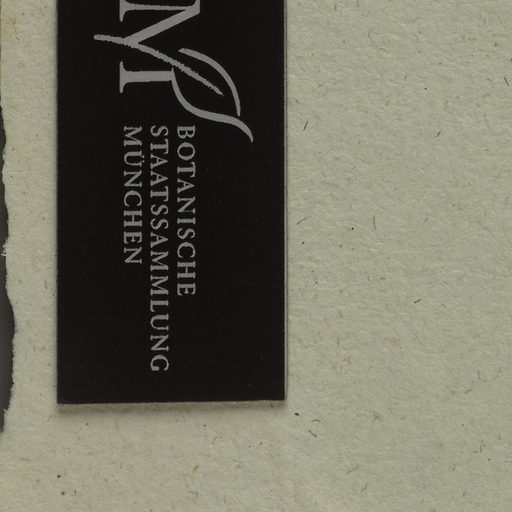 M
BOTANISCHE
STAATSSAMMLUNG
MÜNCHEN